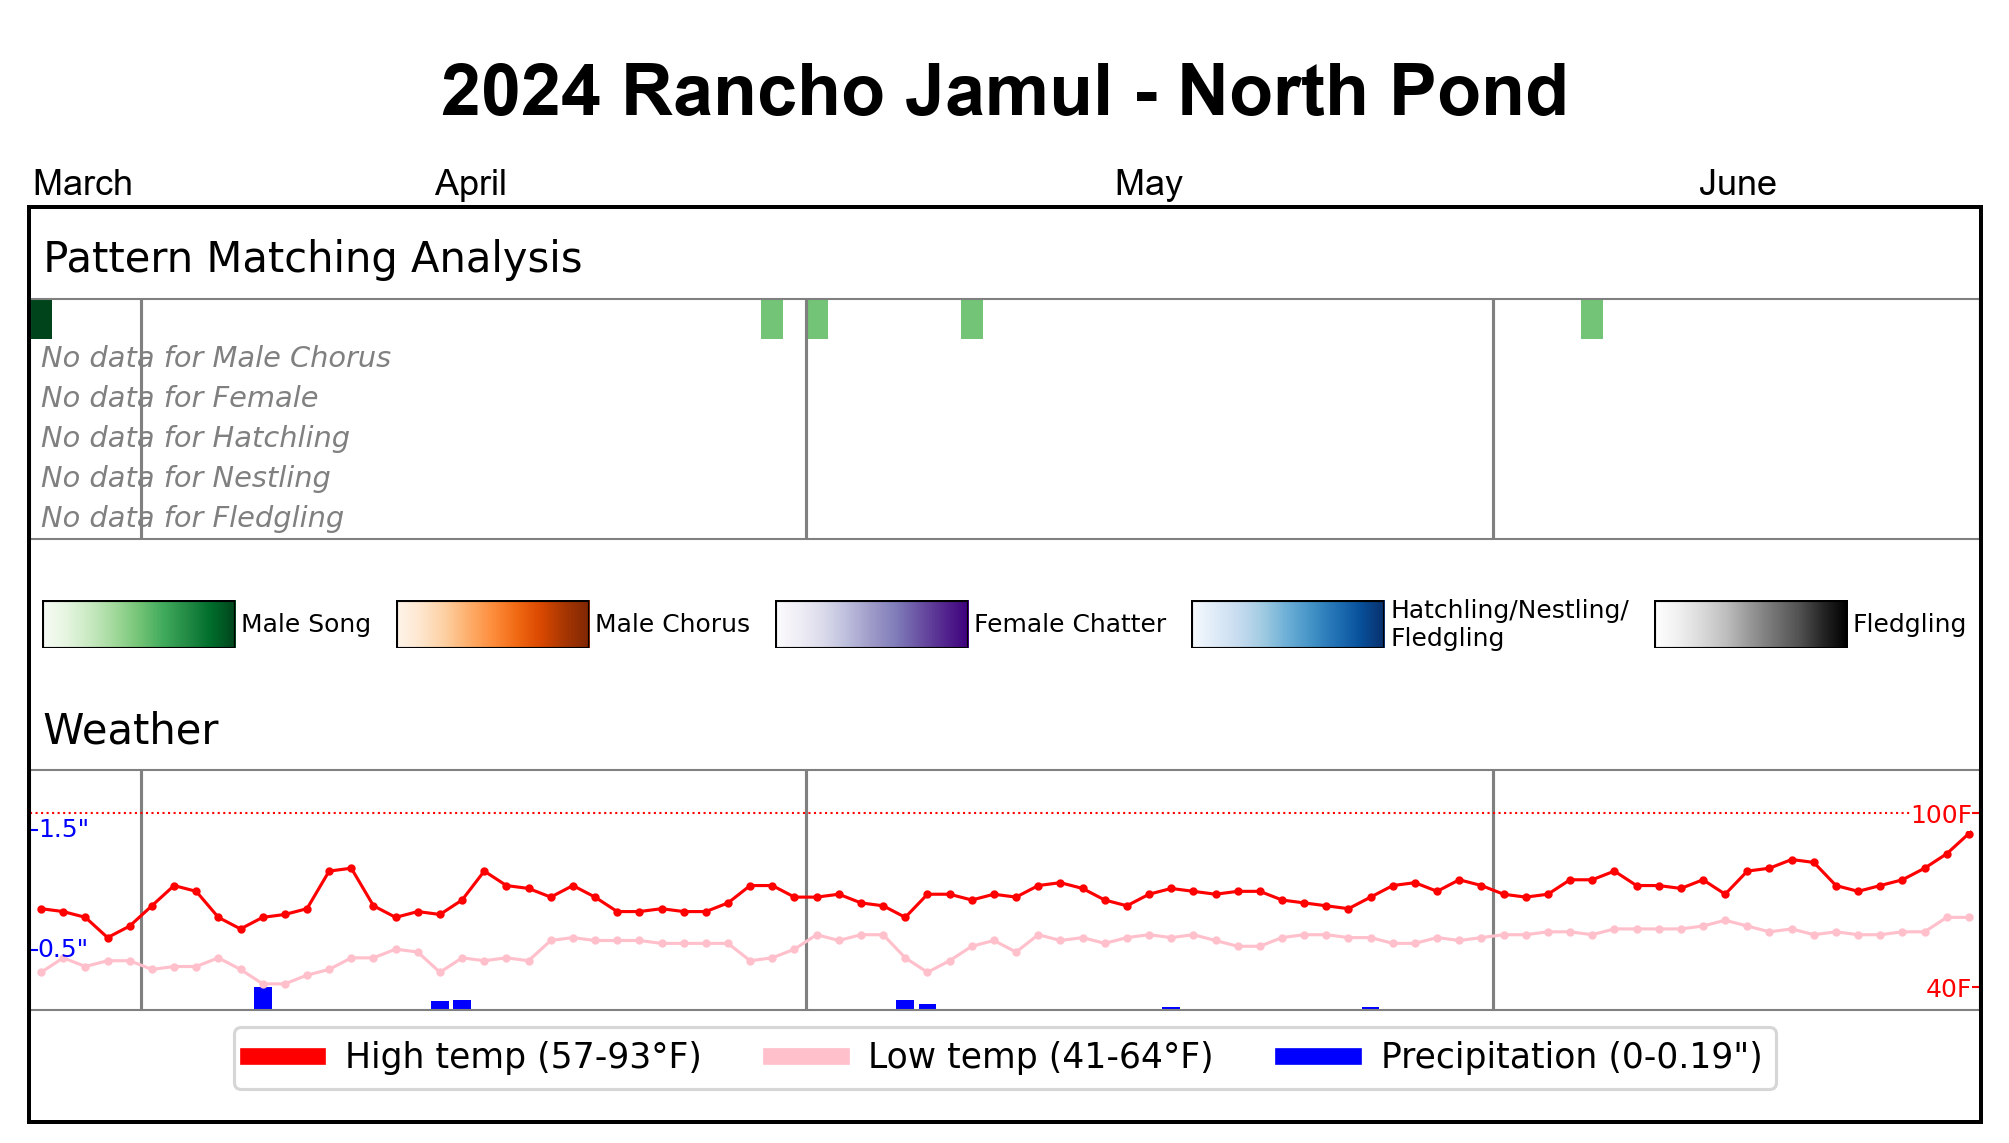 2024 Rancho Jamul - North Pond
March April May June
Pattern Matching Analysis
No data for Male Chorus
No data for Female
No data for Hatchling
No data for Nestling
No data for Fledgling
Male Song Male Chorus Female Chatter Hatchling/Nestling/
Fledgling Fledgling
Weather
1.5" 100F
0.5"
40F
High temp (57-93°F) Low temp (41-64°F) Precipitation (0-0.19")